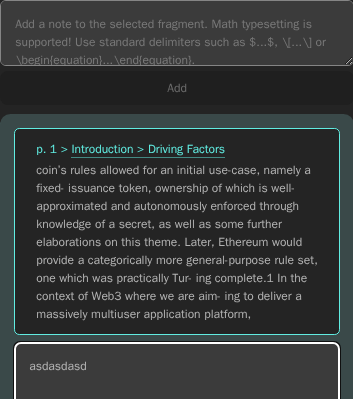 Add a note to the selected fragment. Math typesetting is
supported! Use standard delimiters such as $...$, \[...\] or
\begin{equation}...\end{equation}.
Add
p. 1 > Introduction > Driving Factors
coin's rules allowed for an initial use-case, namely a
fixed- issuance token, ownership of which is well-
approximated and autonomously enforced through
knowledge of a secret, as well as some further
elaborations on this theme. Later, Ethereum would
provide a categorically more general-purpose rule set,
one which was practically Tur- ing complete.1 In the
context of Web3 where we are aim- ing to deliver a
massively multiuser application platform,
asdasdasd